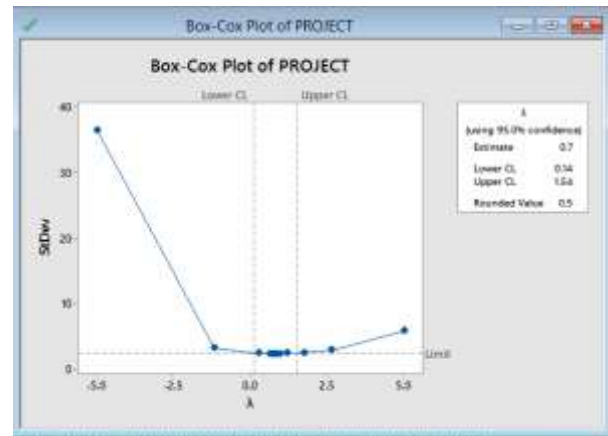 Box-Cox Plot of PROJECT
Box-Cox Plot of PROJECT
Lower CL
Upper CL
40
30
20
10
0
StDev
-5.0
-2.5
0.0
2.5
5.0
λ
Limit
λ
(using 95.0% confidence)
Estimate 0.7
Lower CL 0.14
Upper CL
Rounded Value 0.5